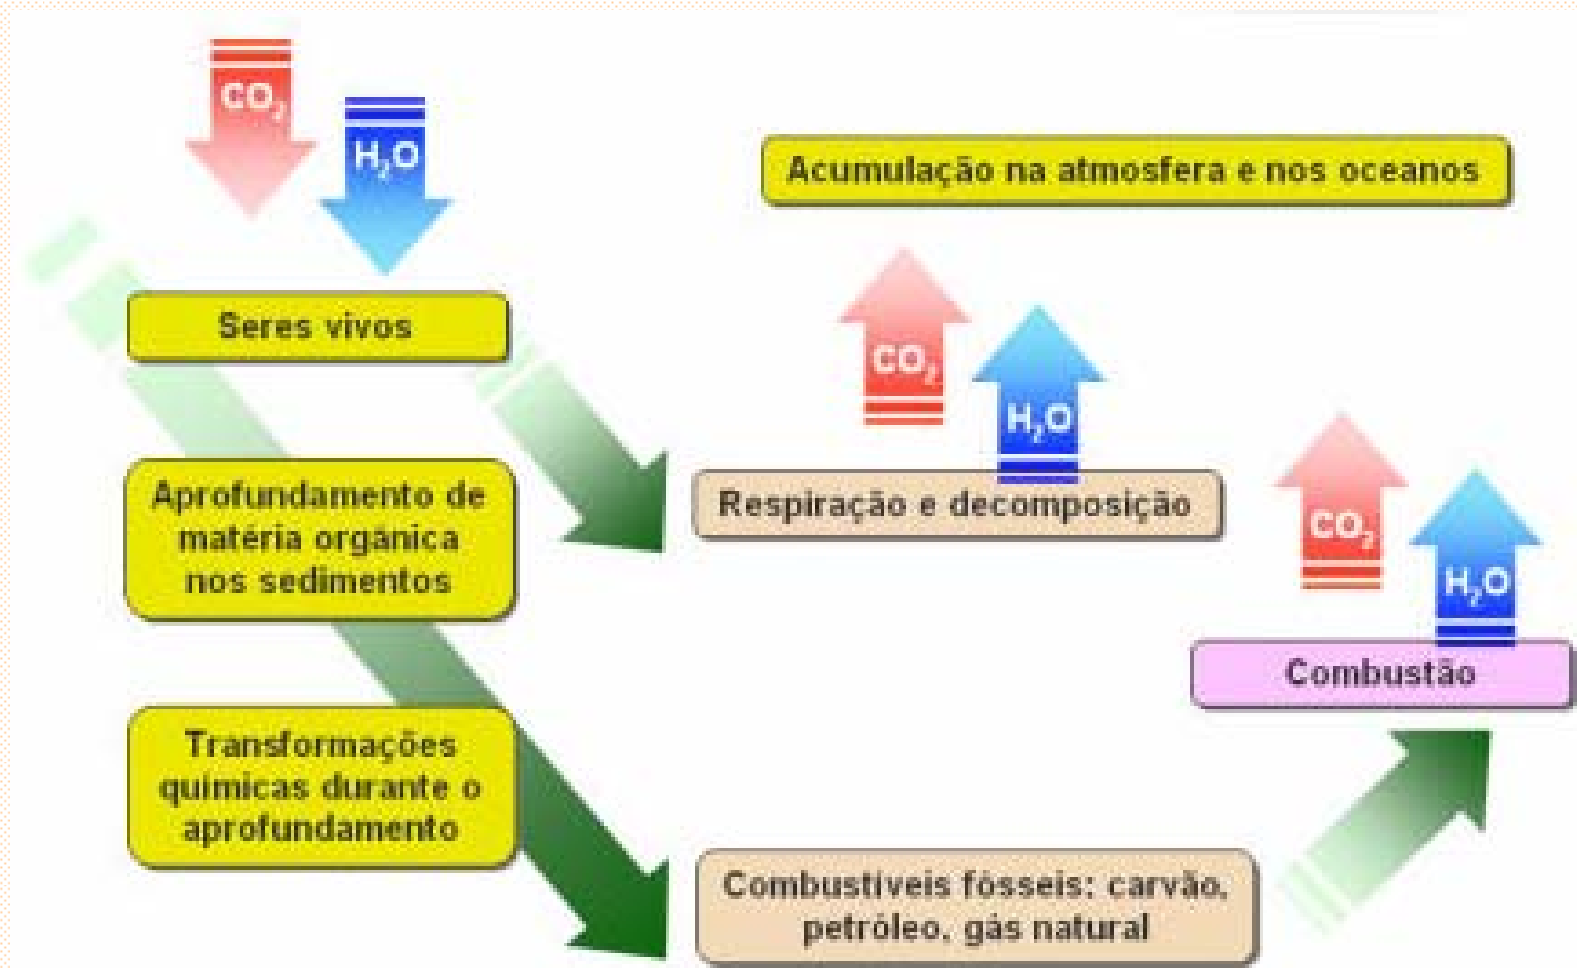 CO₂
H₂O
Acumulação na atmosfera e nos oceanos
Seres vivos
CO₂
H₂O
Aprofundamento de
matéria orgânica
nos sedimentos
Respiração e decomposição
CO₂
H₂O
Combustão
Transformações
químicas durante o
aprofundamento
Combustíveis fósseis: carvão,
petróleo, gás natural